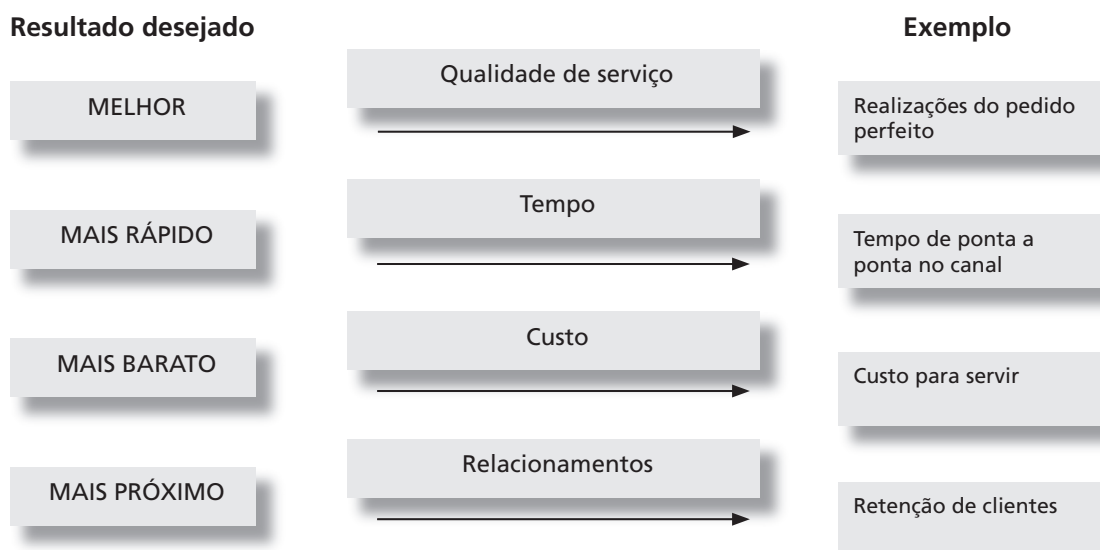 Resultado desejado
Exemplo
MELHOR
Qualidade de serviço
Realizações do pedido
perfeito
MAIS RÁPIDO
Tempo
Tempo de ponta a
ponta no canal
MAIS BARATO
Custo
Custo para servir
MAIS PRÓXIMO
Relacionamentos
Retenção de clientes